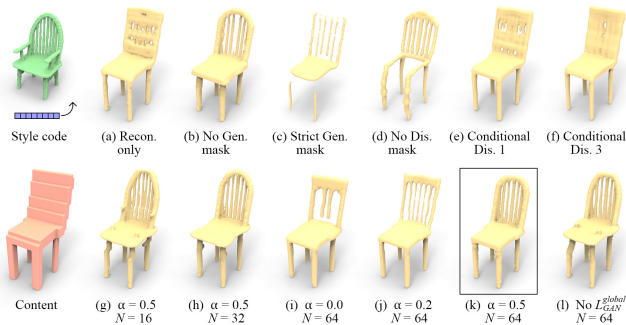 Style code
(a) Recon. only
(b) No Gen. mask
(c) Strict Gen. mask
(d) No Dis. mask
(e) Conditional Dis. 1
(f) Conditional Dis. 3
Content
(g) α = 0.5
N = 16
(h) α = 0.5
N = 32
(i) α = 0.0
N = 64
(j) α = 0.2
N = 64
(k) α = 0.5
N = 64
(l) No L_{GAN}^{global}
N = 64